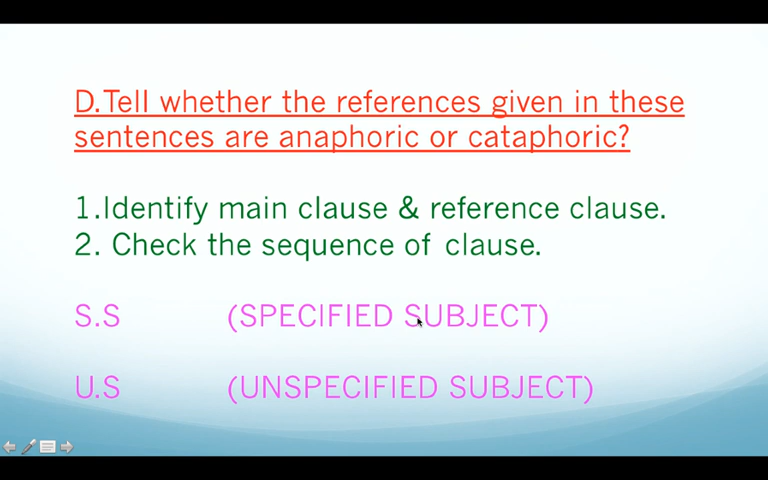 D.Tell whether the references given in these
sentences are anaphoric or cataphoric?
1.Identify main clause & reference clause.
2. Check the sequence of clause.
S.S (SPECIFIED SUBJECT)
U.S (UNSPECIFIED SUBJECT)